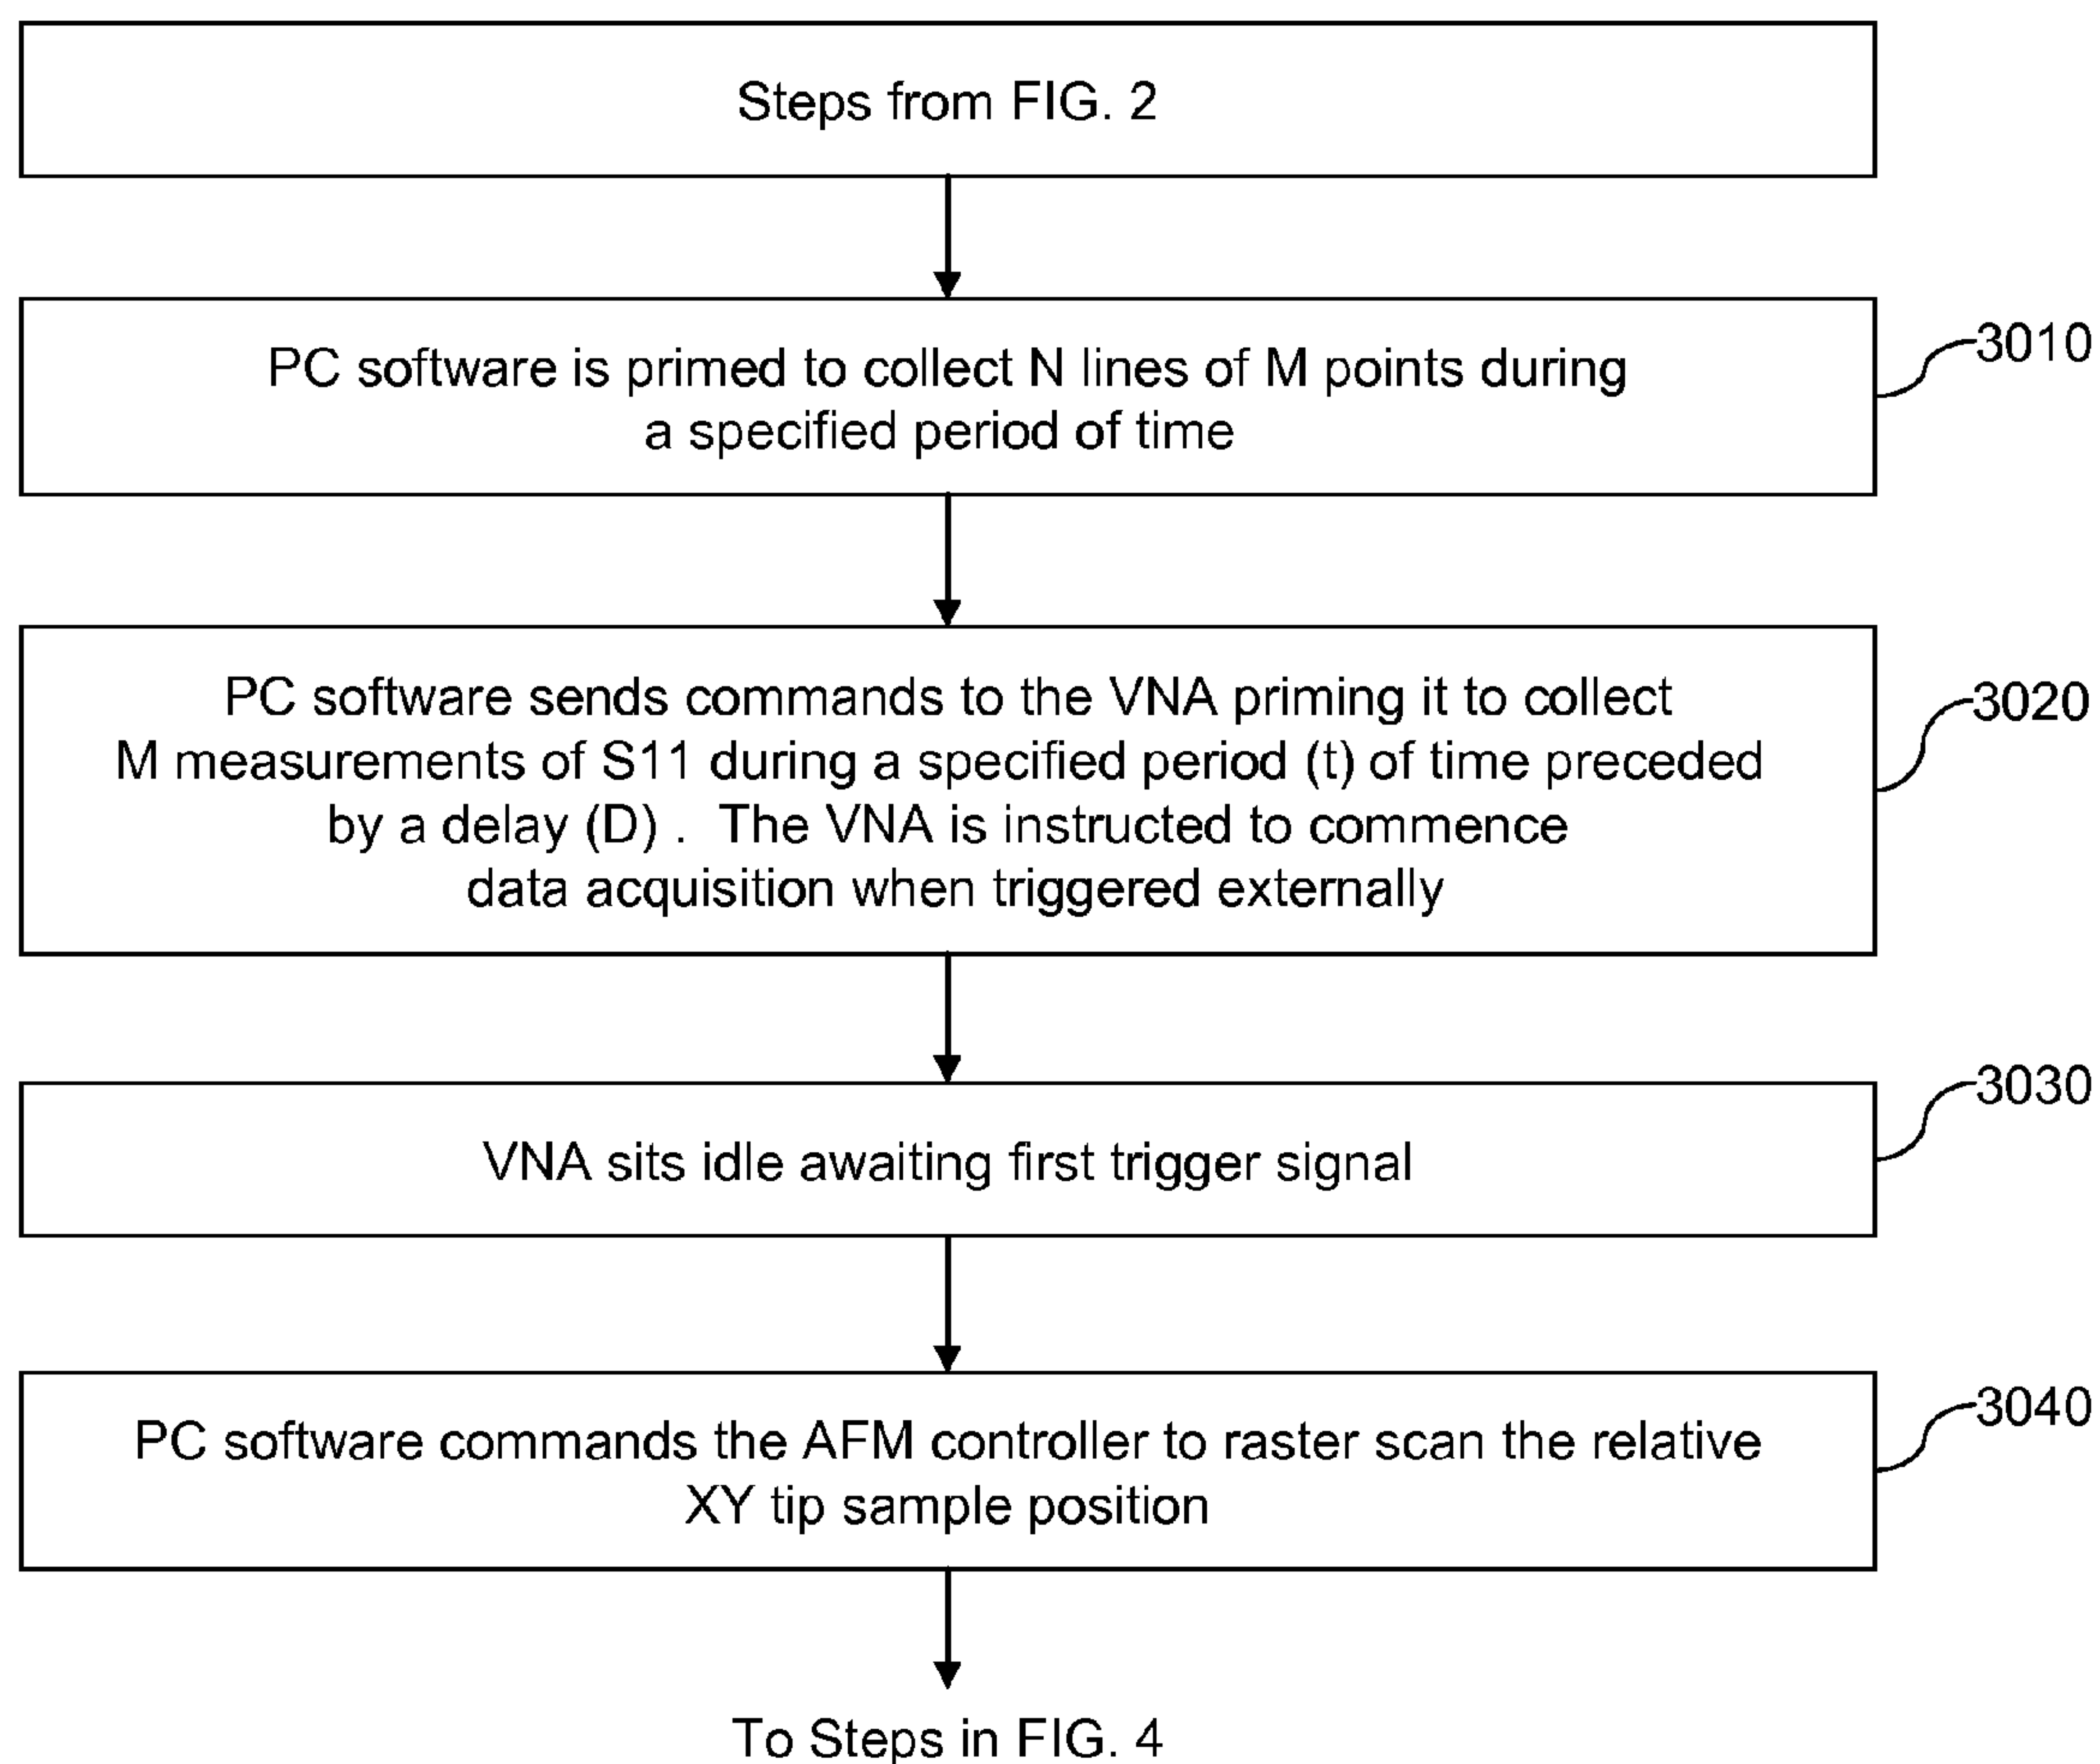 Steps from FIG. 2
PC software is primed to collect N lines of M points during
a specified period of time
3010
PC software sends commands to the VNA priming it to collect
M measurements of S11 during a specified period (t) of time preceded
by a delay (D) .  The VNA is instructed to commence
data acquisition when triggered externally
3020
VNA sits idle awaiting first trigger signal
3030
PC software commands the AFM controller to raster scan the relative
XY tip sample position
3040
To Steps in FIG. 4